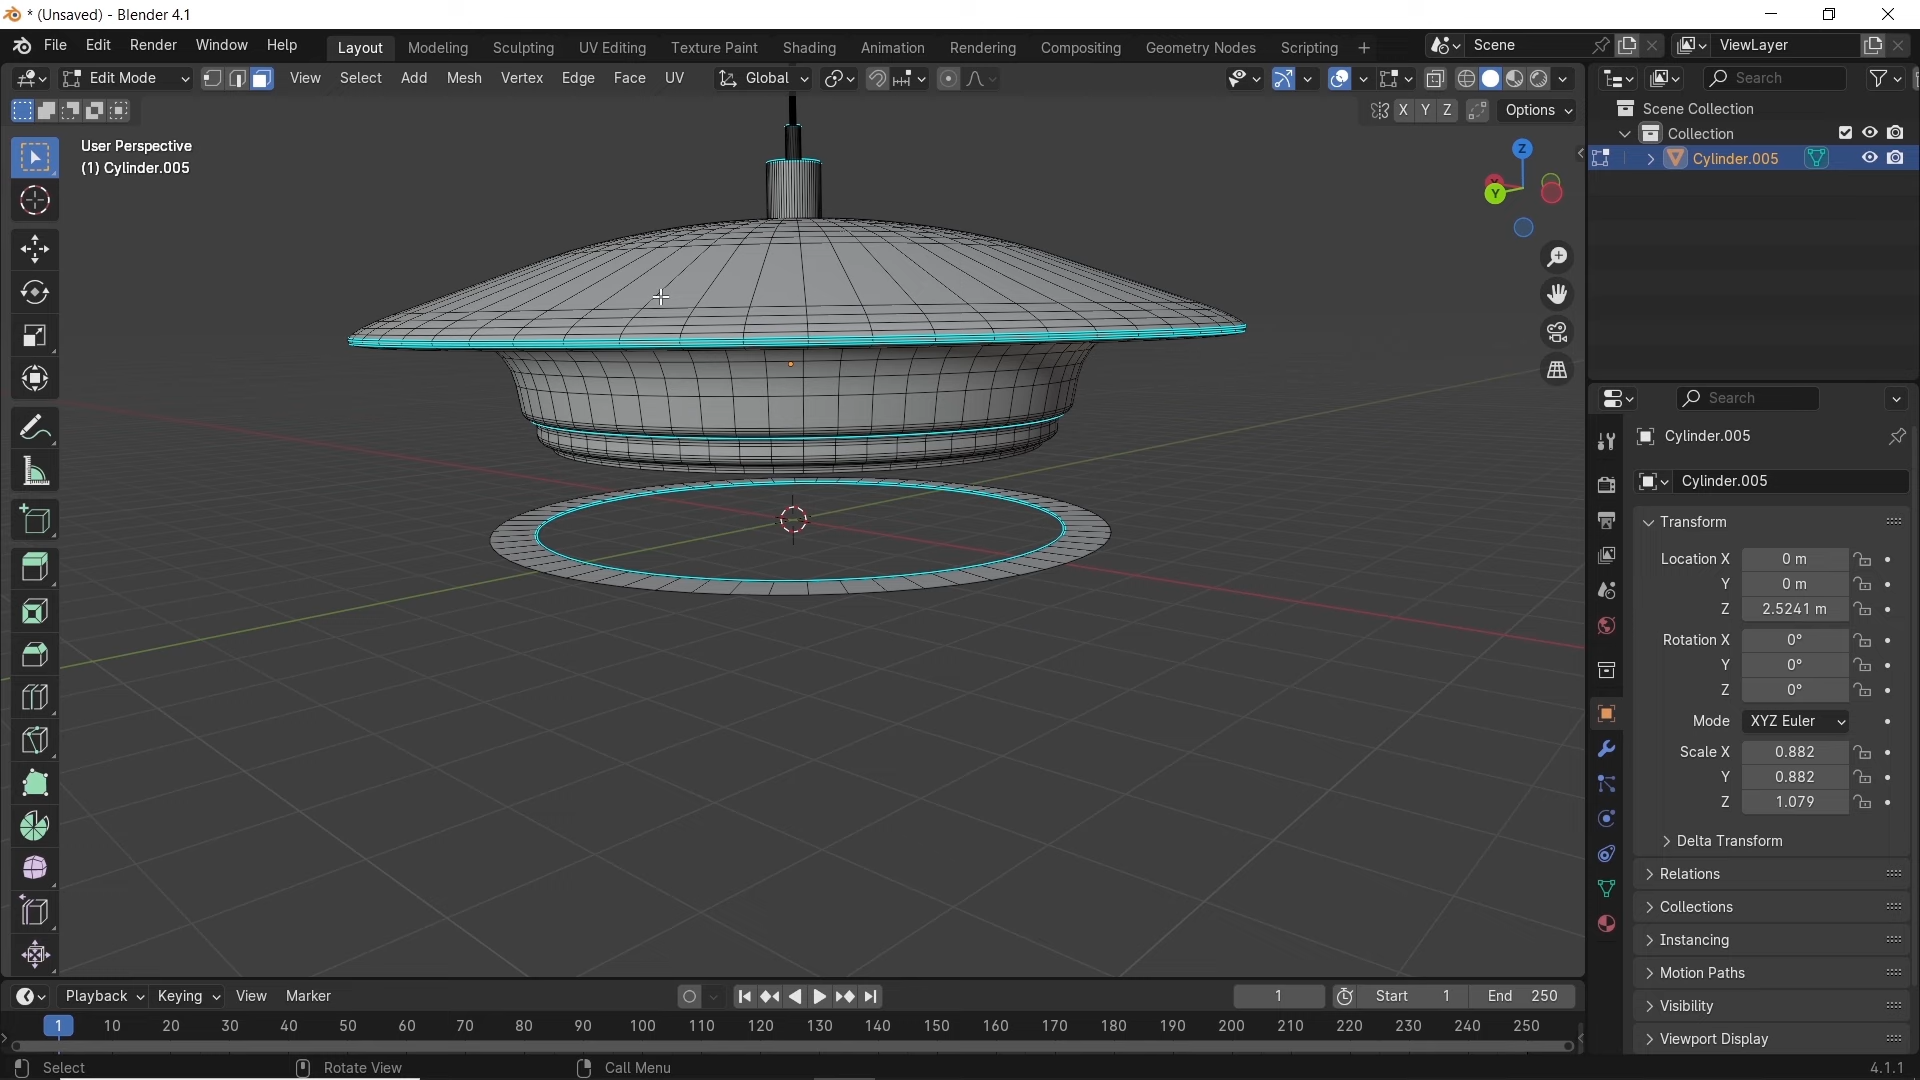 * (Unsaved) - Blender 4.1
File Edit Render Window Help Layout Modeling Sculpting UV Editing Texture Paint Shading Animation Rendering Compositing Geometry Nodes Scripting + Scene ViewLayer
Edit Mode View Select Add Mesh Vertex Edge Face UV Global Search
X Y Z Options
User Perspective
(1) Cylinder.005
Z
Y
Scene Collection
Collection
Cylinder.005
Search
Cylinder.005
Cylinder.005
Transform
Location X 0 m
Y 0 m
Z 2.5241 m
Rotation X 0°
Y 0°
Z 0°
Mode XYZ Euler
Scale X 0.882
Y 0.882
Z 1.079
Delta Transform
Relations
Collections
Instancing
Motion Paths
Visibility
Viewport Display
Playback Keying View Marker 1 Start 1 End 250
1 10 20 30 40 50 60 70 80 90 100 110 120 130 140 150 160 170 180 190 200 210 220 230 240 250
Select Rotate View Call Menu 4.1.1